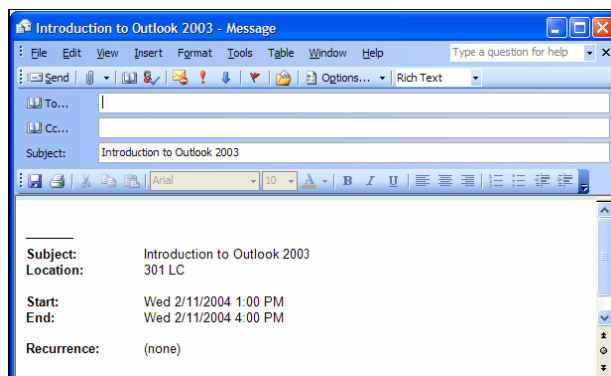 Introduction to Outlook 2003 - Message
File Edit View Insert Format Tools Table Window Help Type a question for help
Send Options... Rich Text
To...
Cc...
Subject: Introduction to Outlook 2003
Arial 10 A B I U
Subject: Introduction to Outlook 2003
Location: 301 LC
Start: Wed 2/11/2004 1:00 PM
End: Wed 2/11/2004 4:00 PM
Recurrence: (none)